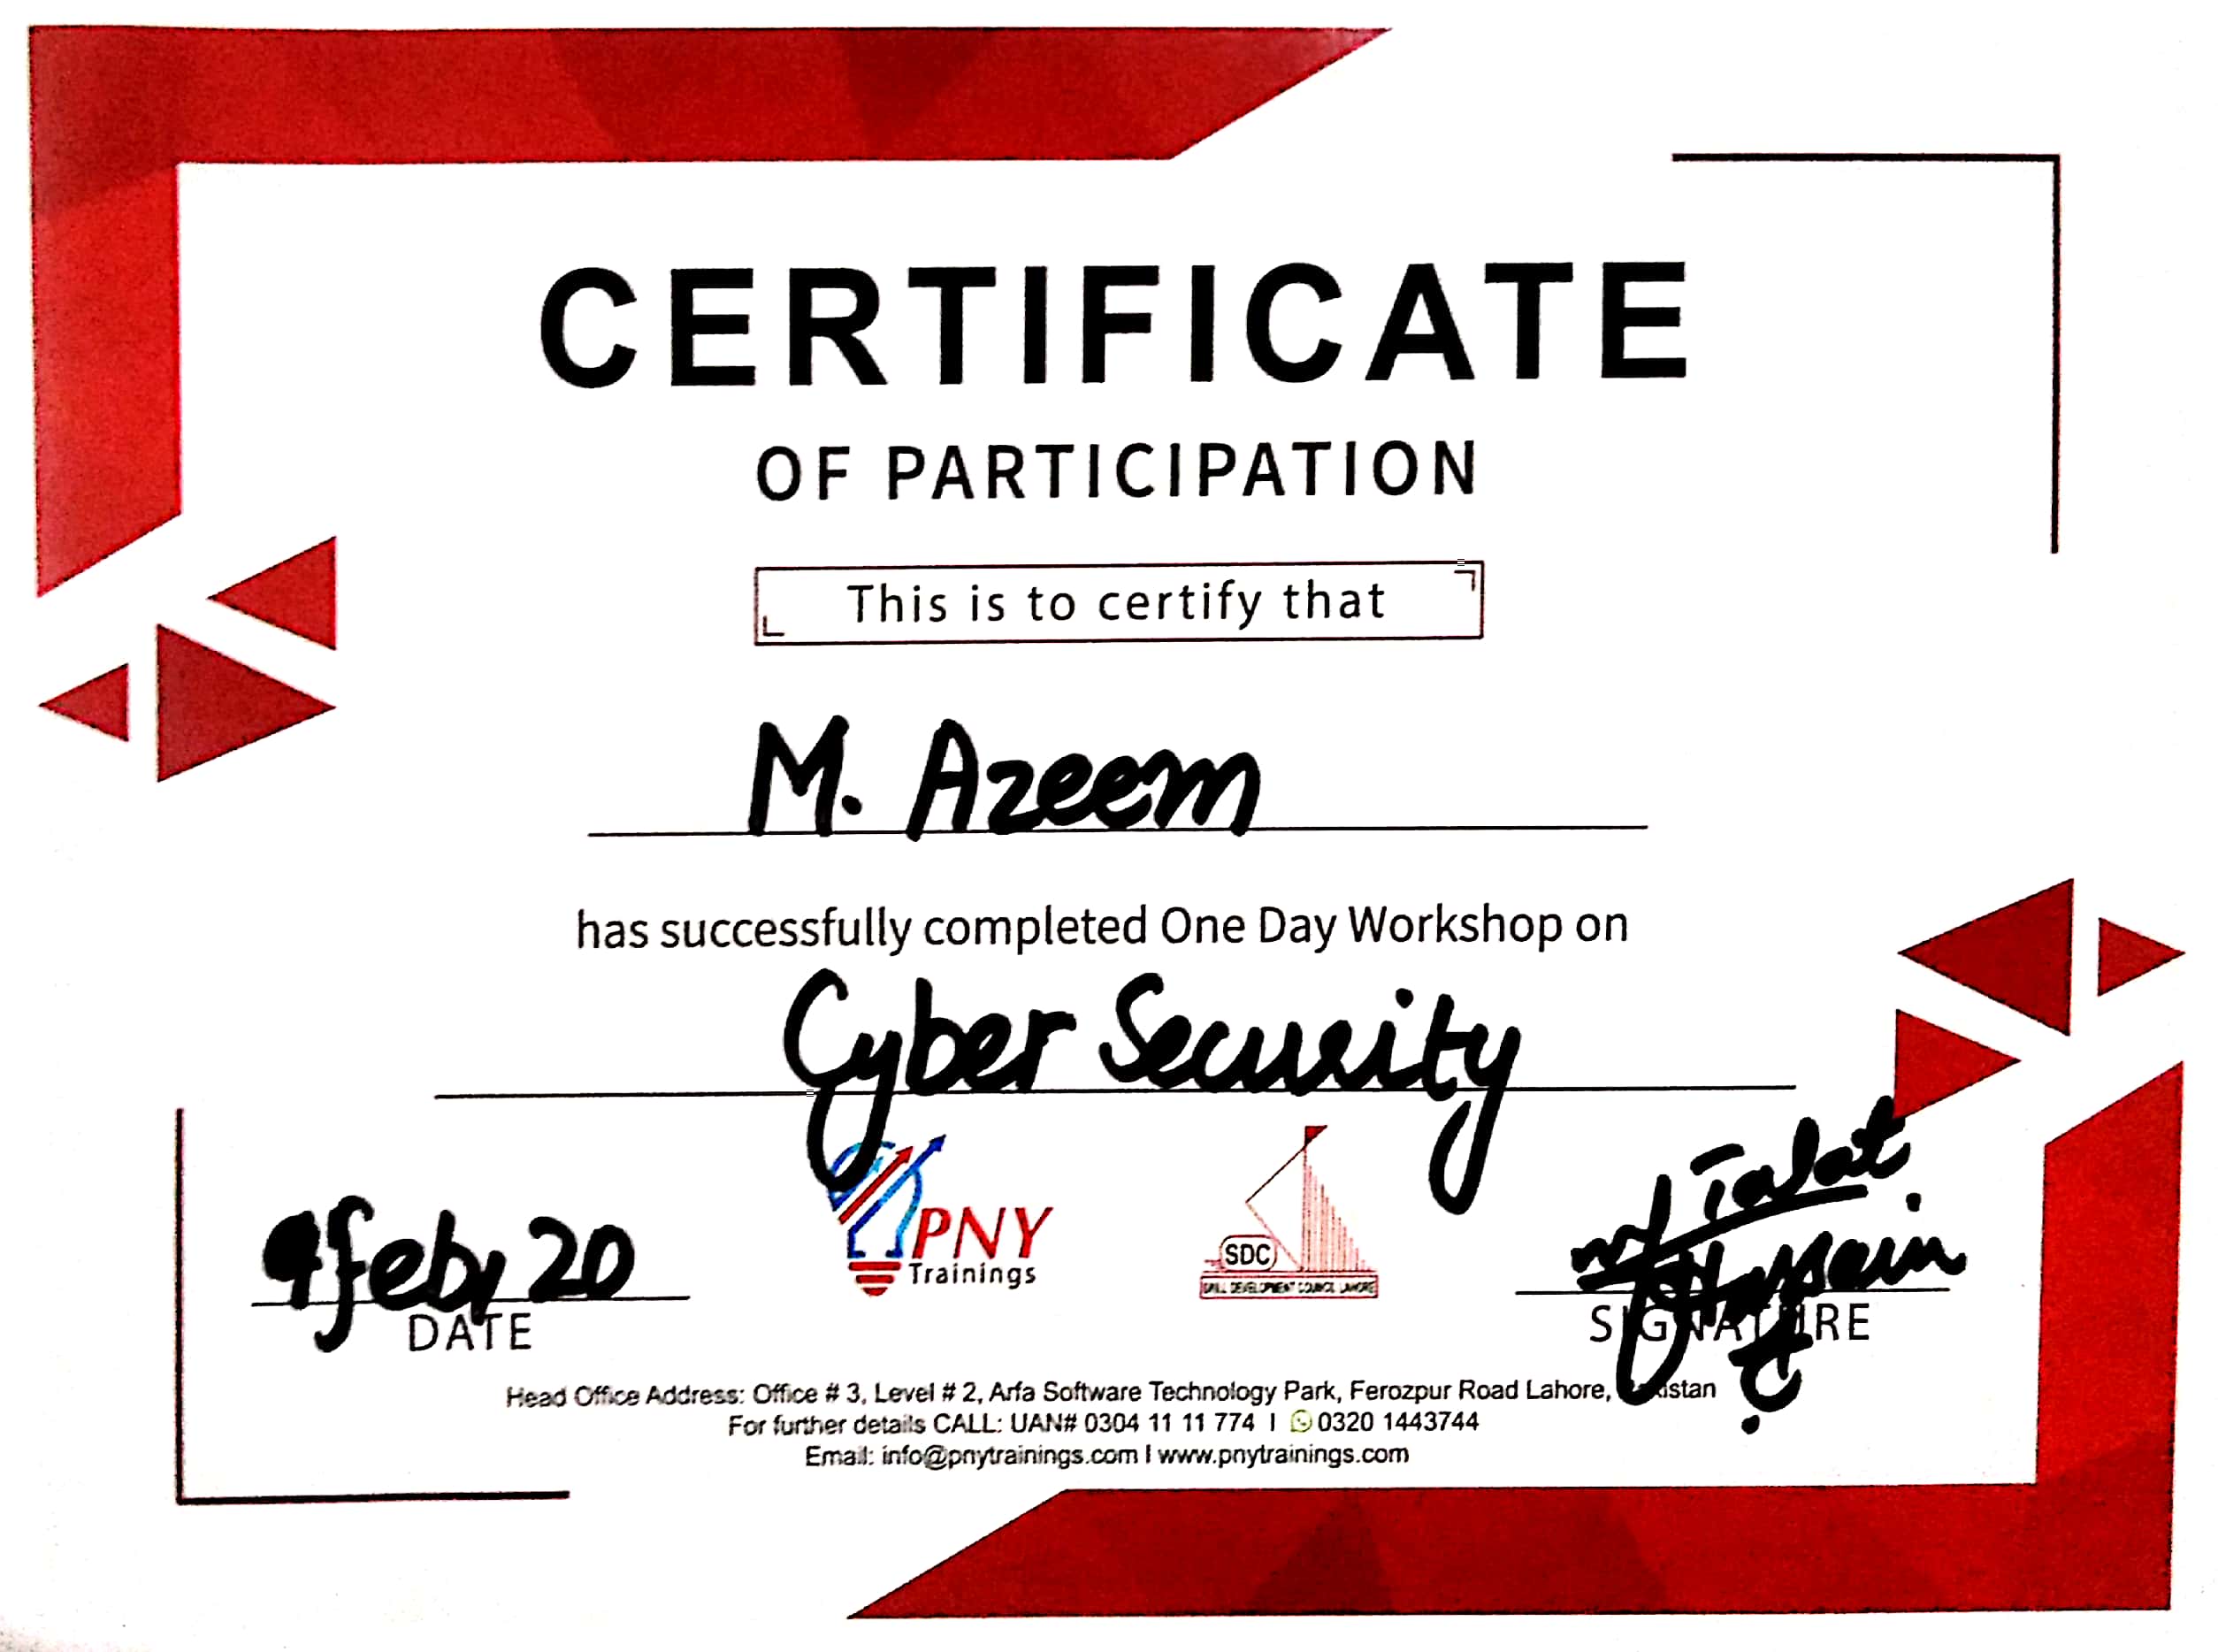 CERTIFICATE
OF PARTICIPATION
This is to certify that
M. Azeem
has successfully completed One Day Workshop on
Cyber Security
PNY
Trainings
SDC
SKILL DEVELOPMENT COUNCIL LAHORE
9 feb, 20
DATE
Talat
Hussain
SIGNATURE
Head Office Address: Office # 3, Level # 2, Arfa Software Technology Park, Ferozpur Road Lahore, Pakistan
For further details CALL: UAN# 0304 11 11 774 I 0320 1443744
Email: info@pnytrainings.com I www.pnytrainings.com